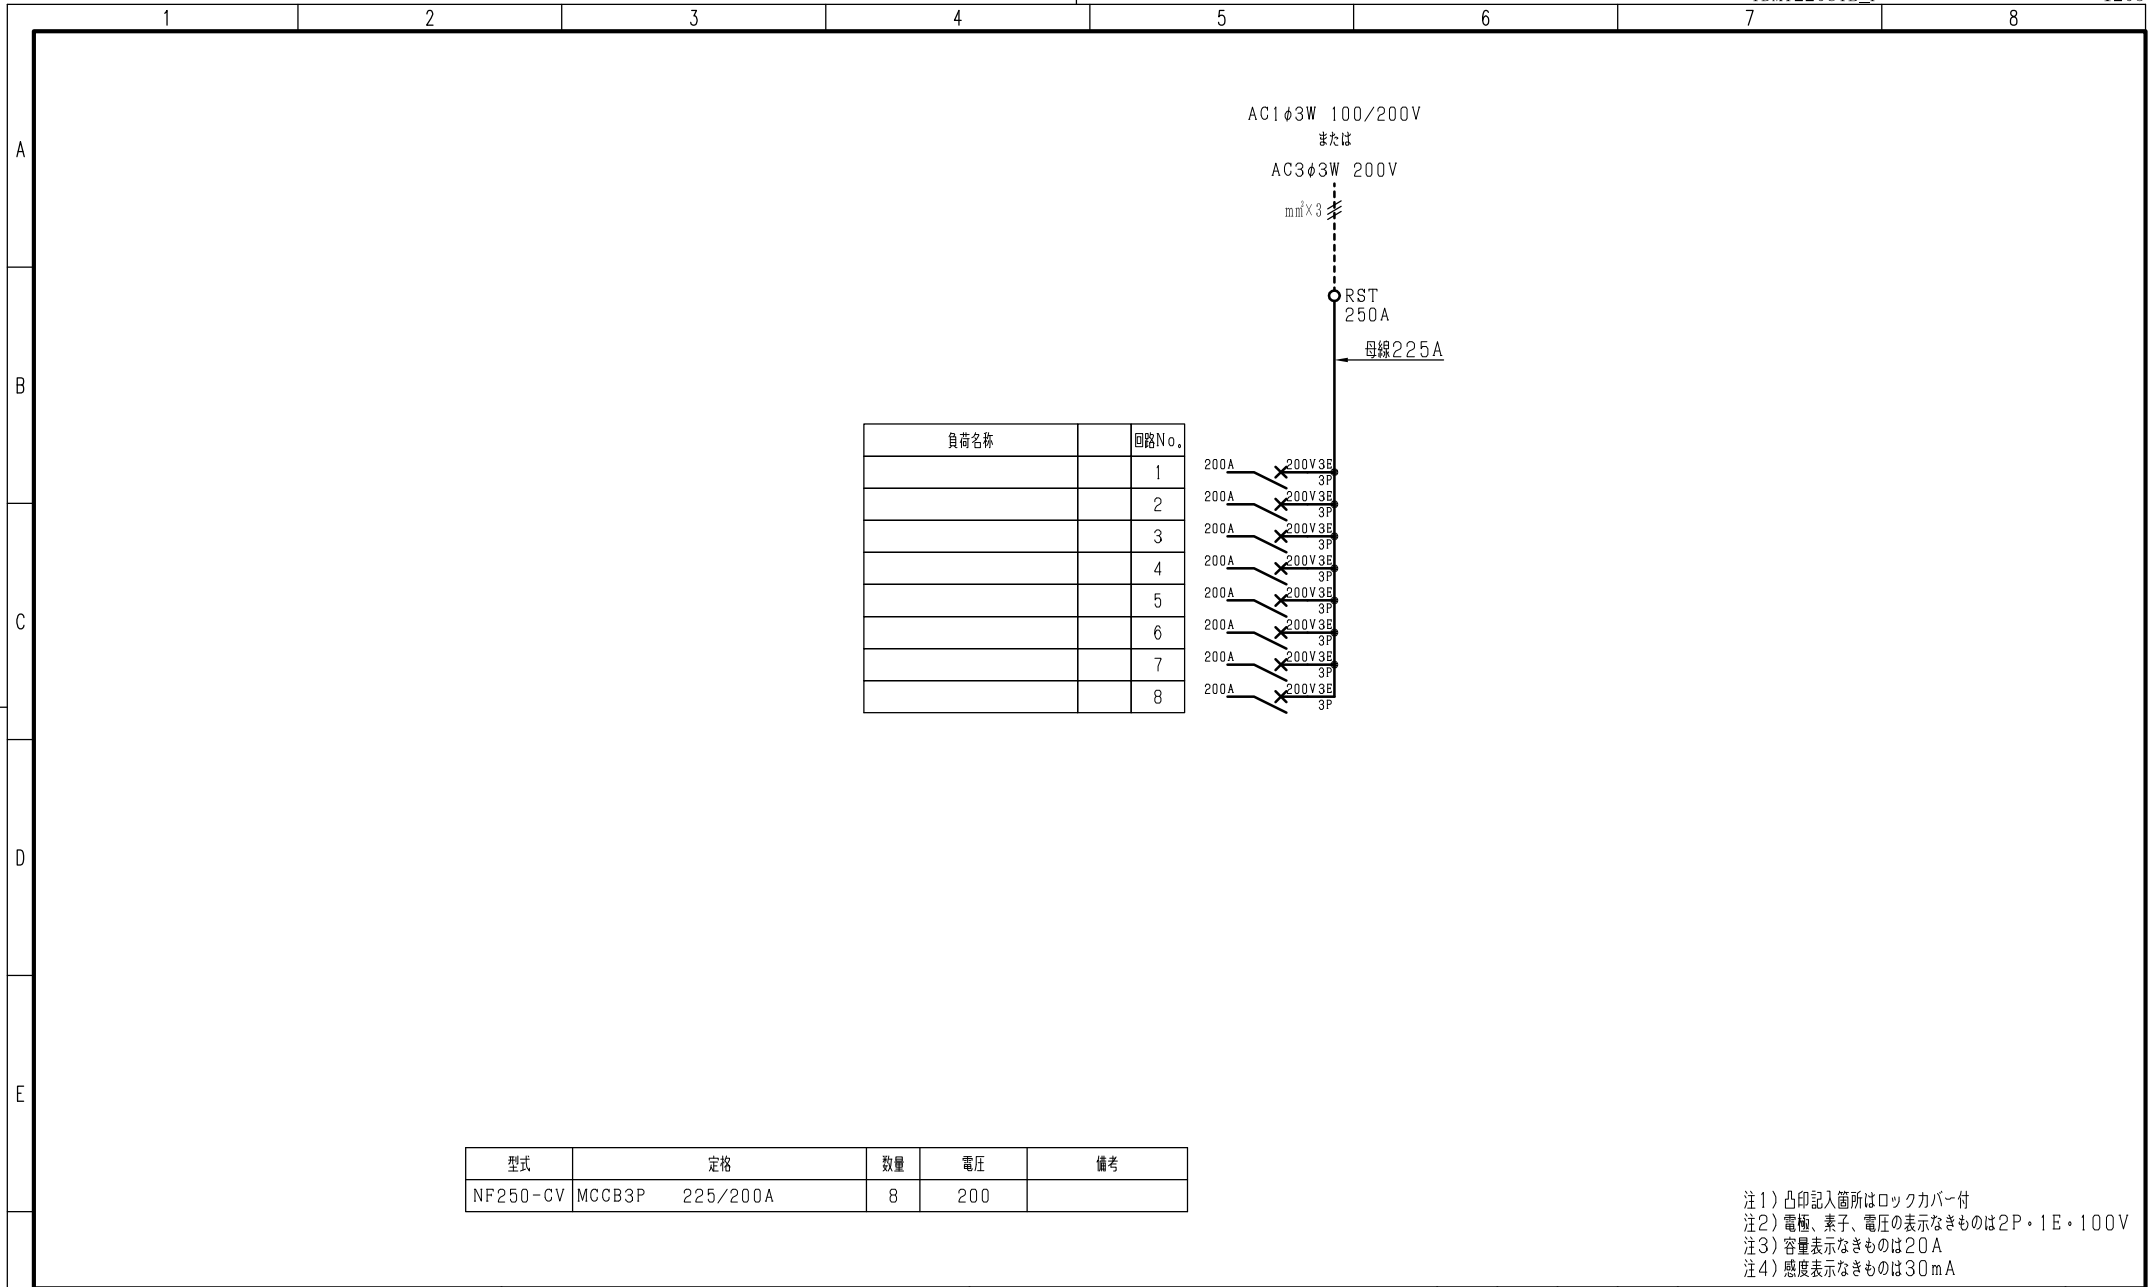 1 2 3 4 5 6 7 8
A
B
C
D
E
AC1φ3W 100/200V
または
AC3φ3W 200V
m㎡×3
RST
250A
母線225A
負荷名称 回路No。
1 200A 200V3E 3P
2 200A 200V3E 3P
3 200A 200V3E 3P
4 200A 200V3E 3P
5 200A 200V3E 3P
6 200A 200V3E 3P
7 200A 200V3E 3P
8 200A 200V3E 3P
型式 定格 数量 電圧 備考
NF250-CV MCCB3P 225/200A 8 200
注1)凸印記入箇所はロックカバー付
注2)電極、素子、電圧の表示なきものは2P・1E・100V
注3)容量表示なきものは20A
注4)感度表示なきものは30mA